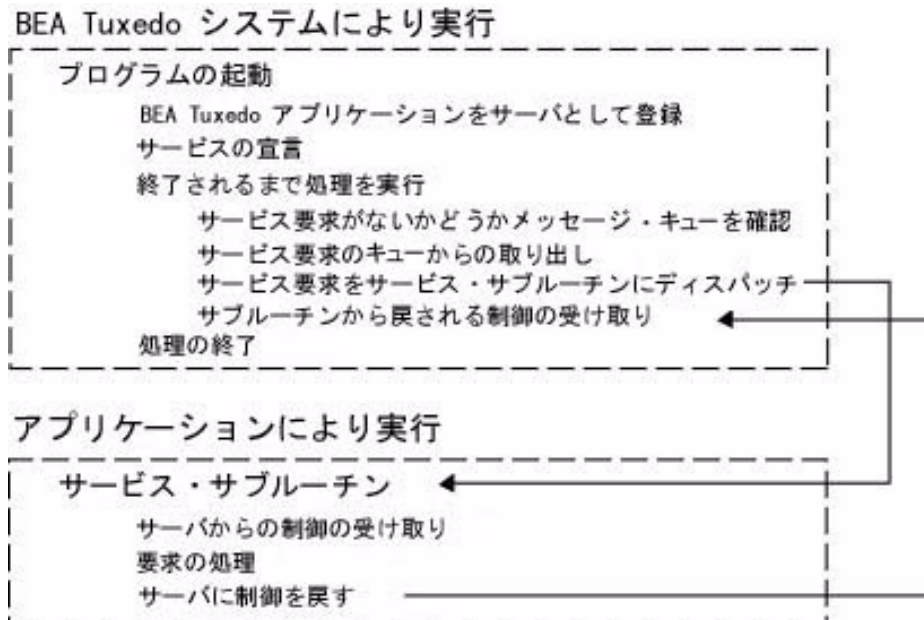 BEA Tuxedo システムにより実行
プログラムの起動
BEA Tuxedo アプリケーションをサーバとして登録
サービスの宣言
終了されるまで処理を実行
サービス要求がないかどうかメッセージ・キューを確認
サービス要求のキューからの取り出し
サービス要求をサービス・サブルーチンにディスパッチ
サブルーチンから戻される制御の受け取り
処理の終了
アプリケーションにより実行
サービス・サブルーチン
サーバからの制御の受け取り
要求の処理
サーバに制御を戻す